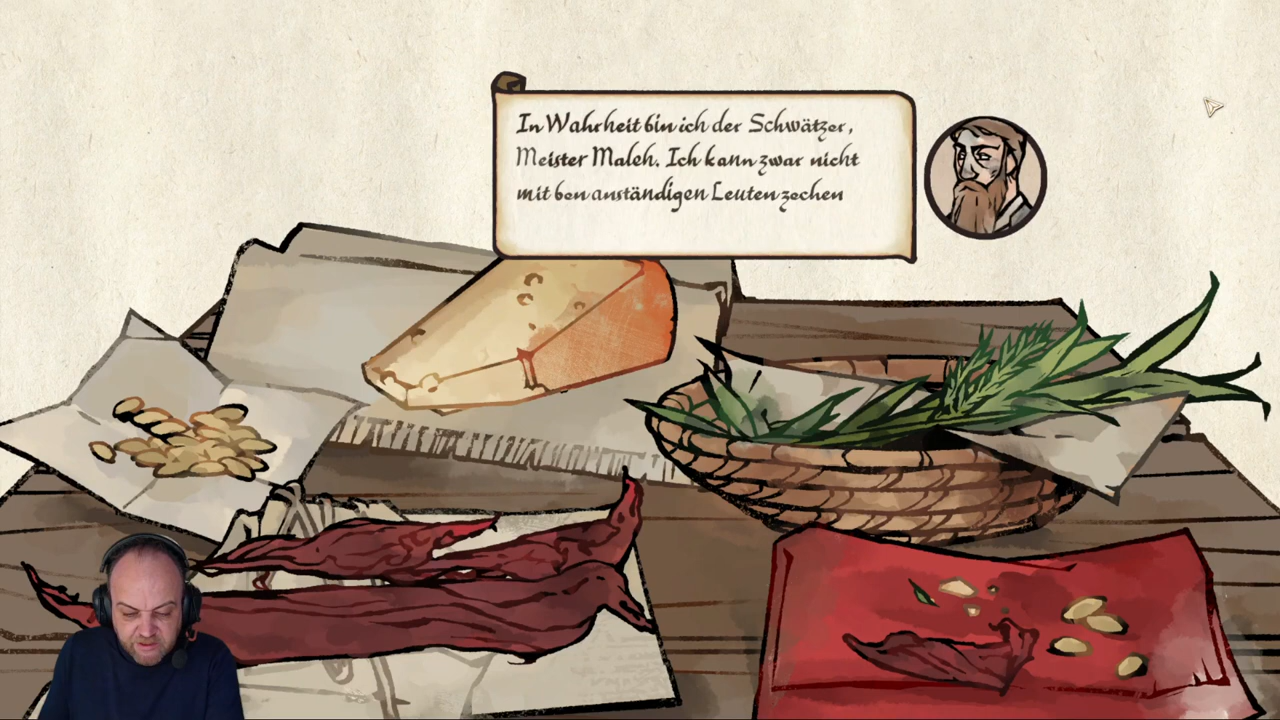 In Wahrheit bin ich der Schwätzer,
Meister Maleh. Ich kann zwar nicht
mit den anständigen Leuten zechen